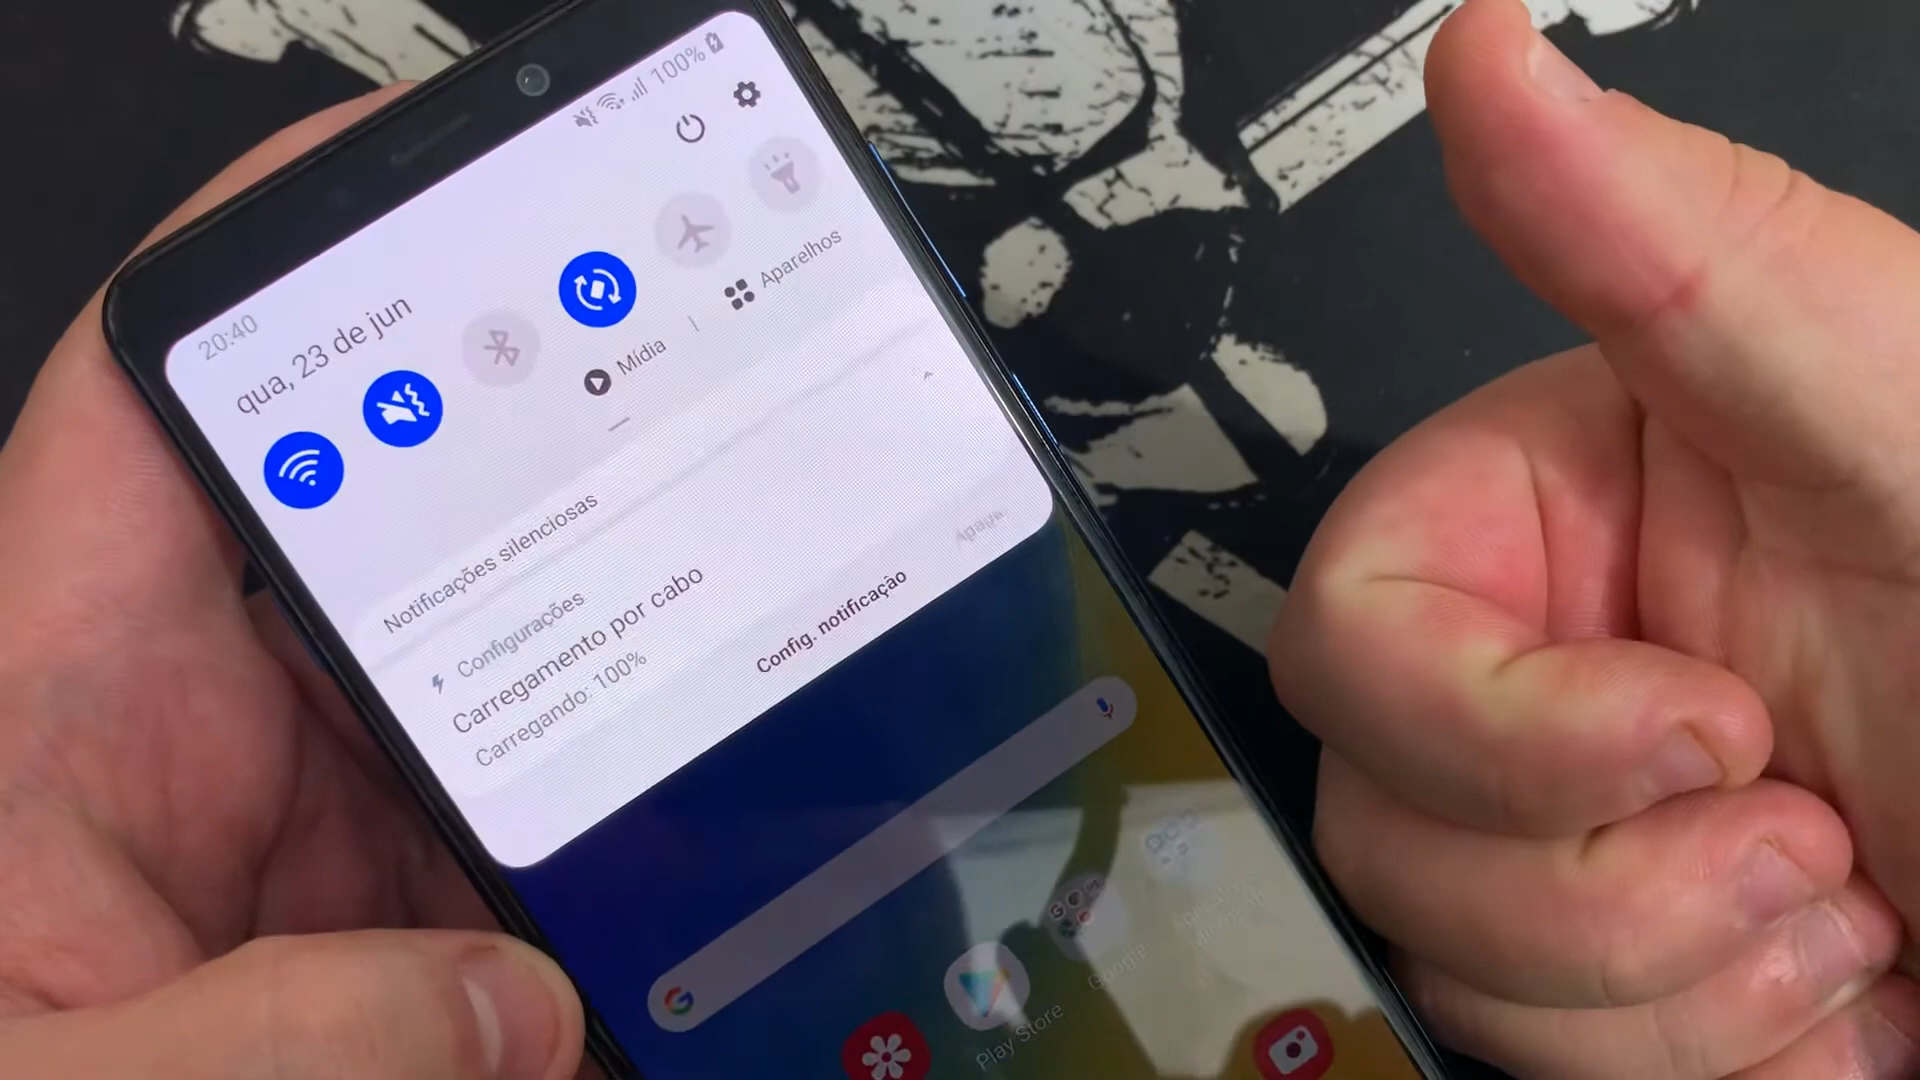 20:40
100%
qua, 23 de jun
Mídia
Aparelhos
Notificações silenciosas
Configurações
Carregamento por cabo
Carregando: 100%
Config. notificação
Play Store
Google